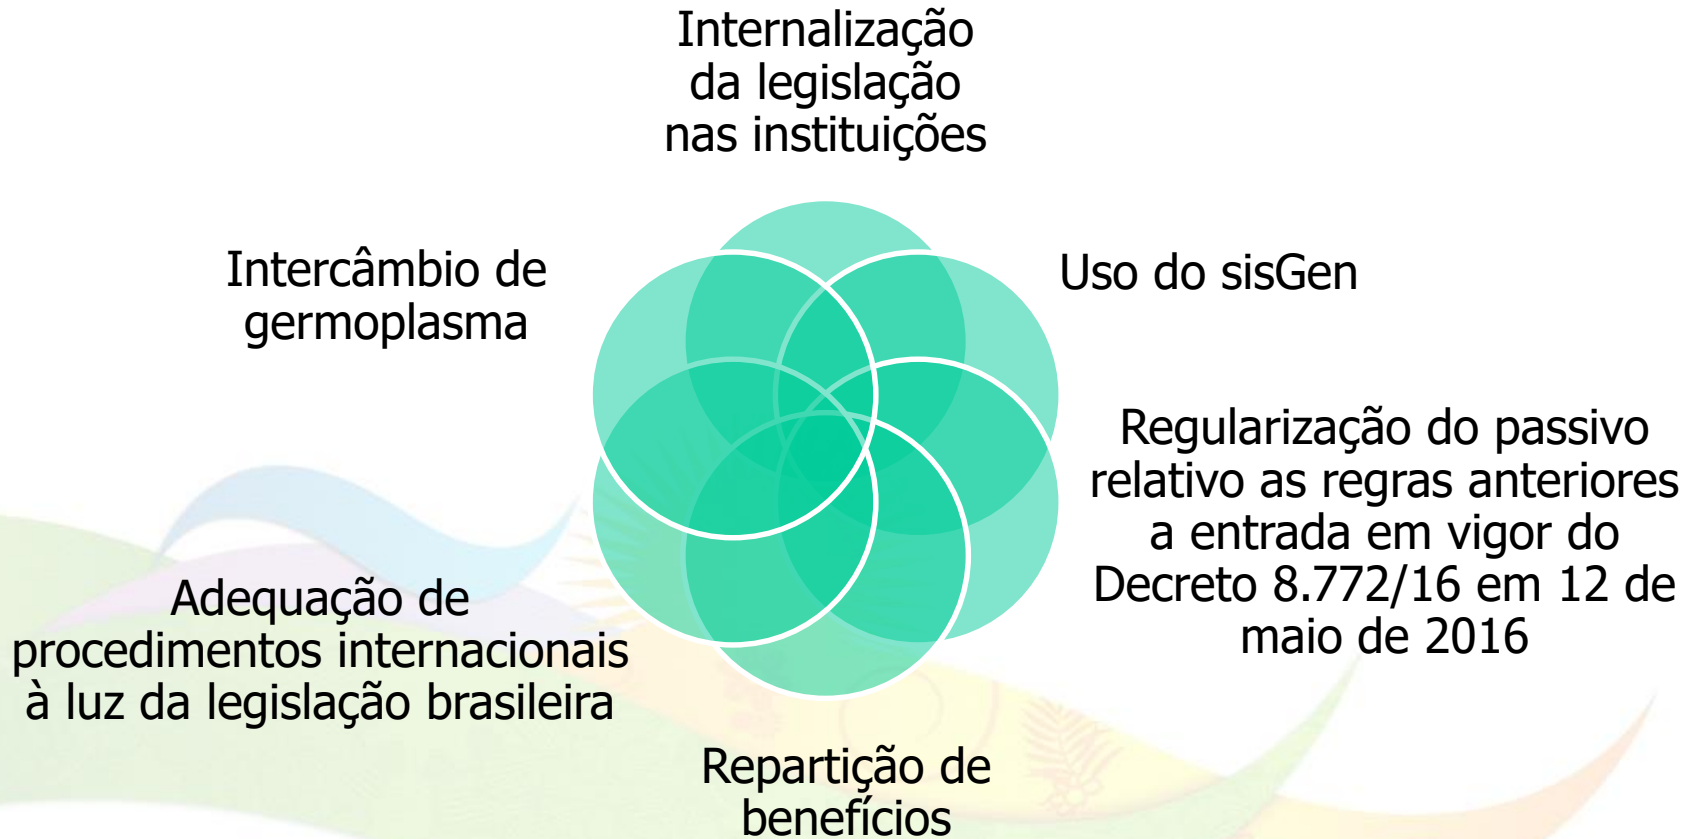 Internalização
da legislação
nas instituições
Uso do sisGen
Regularização do passivo
relativo as regras anteriores
a entrada em vigor do
Decreto 8.772/16 em 12 de
maio de 2016
Repartição de
benefícios
Adequação de
procedimentos internacionais
à luz da legislação brasileira
Intercâmbio de
germoplasma